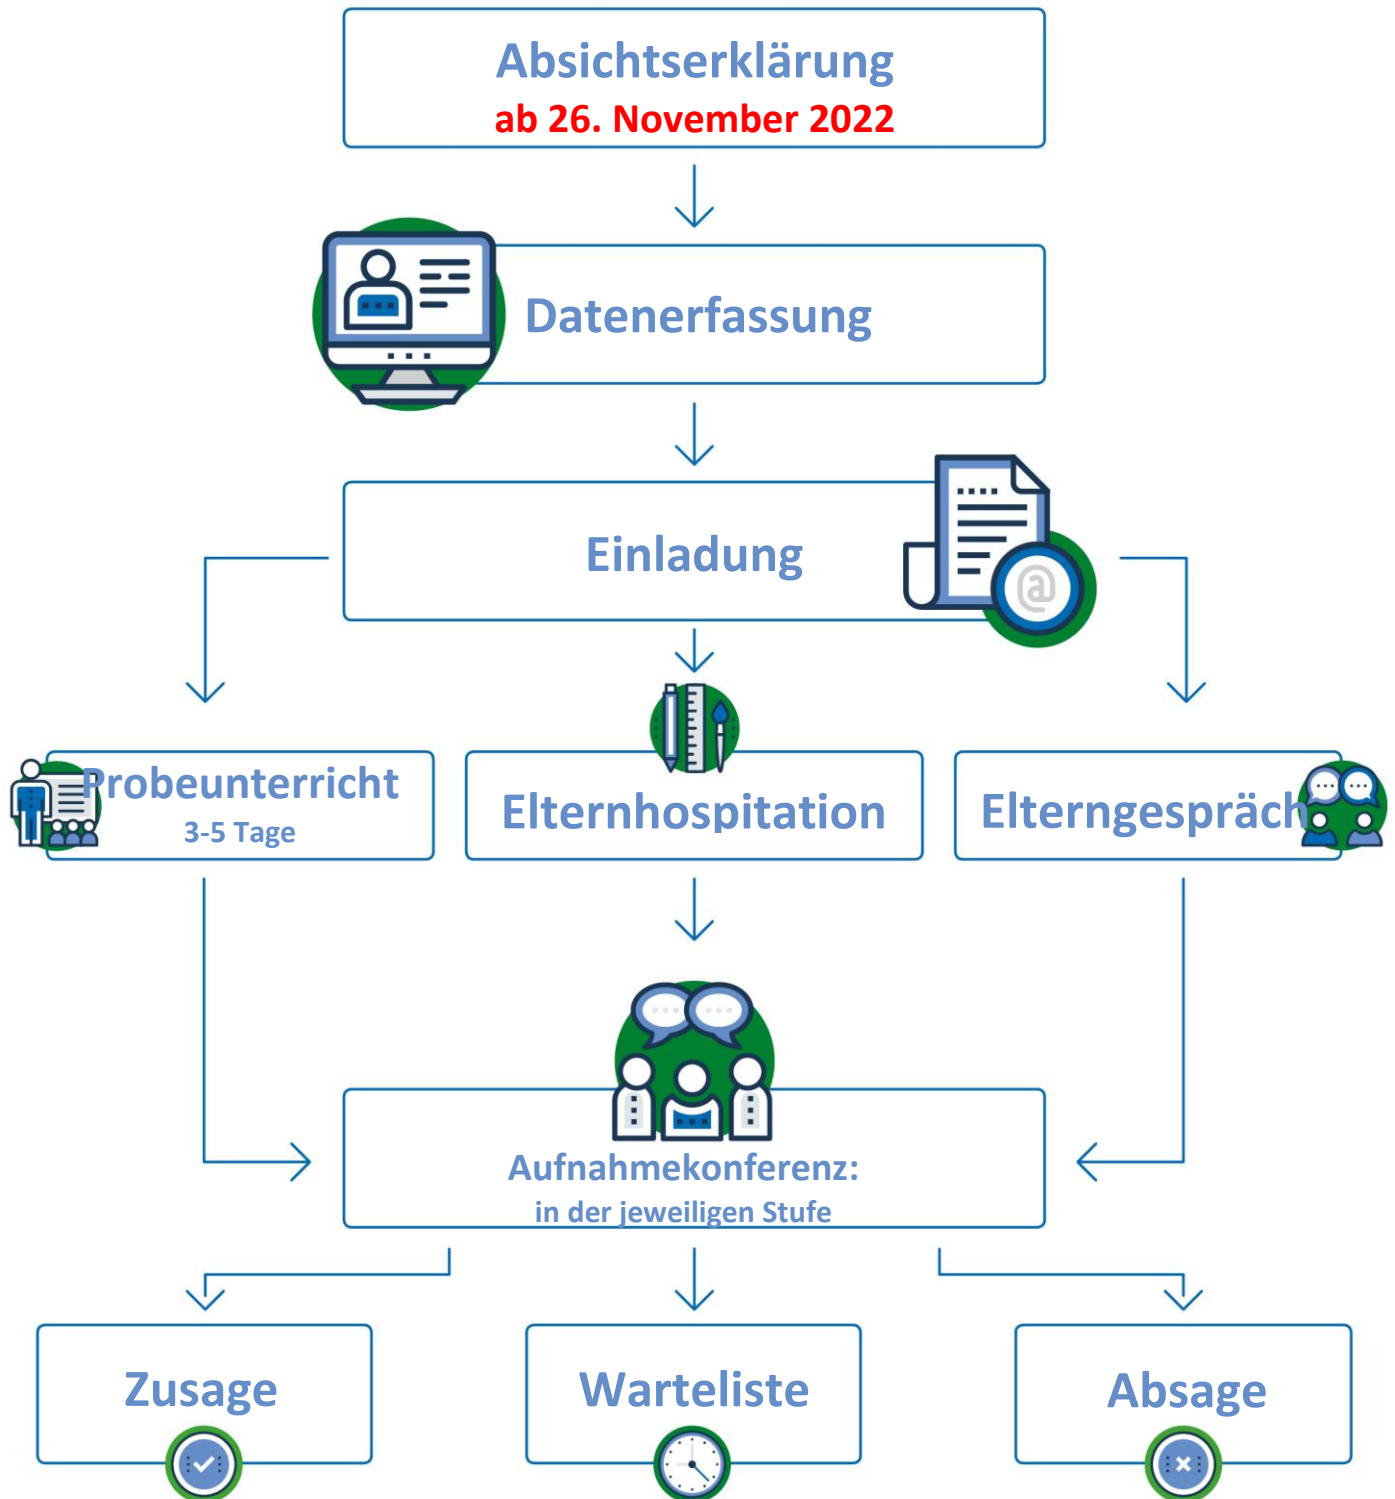 Absichtserklärung
ab 26. November 2022
Datenerfassung
Einladung
@
Probeunterricht
3-5 Tage
Elternhospitation
Elterngespräch
Aufnahmekonferenz:
in der jeweiligen Stufe
Zusage
Warteliste
Absage